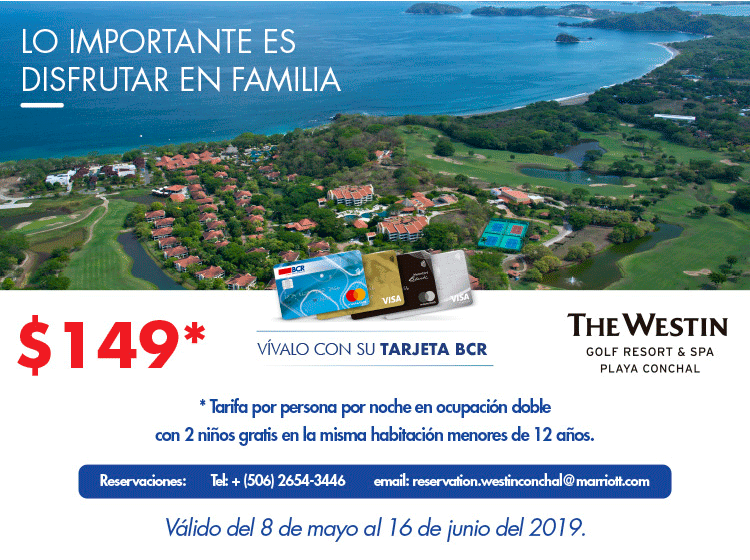 LO IMPORTANTE ES
DISFRUTAR EN FAMILIA
BCR
VISA
VISA
$149*
VÍVALO CON SU TARJETA BCR
THE WESTIN
GOLF RESORT & SPA
PLAYA CONCHAL
* Tarifa por persona por noche en ocupación doble
con 2 niños gratis en la misma habitación menores de 12 años.
Reservaciones: Tel: + (506) 2654-3446 email: reservation.westinconchal@marriott.com
Válido del 8 de mayo al 16 de junio del 2019.